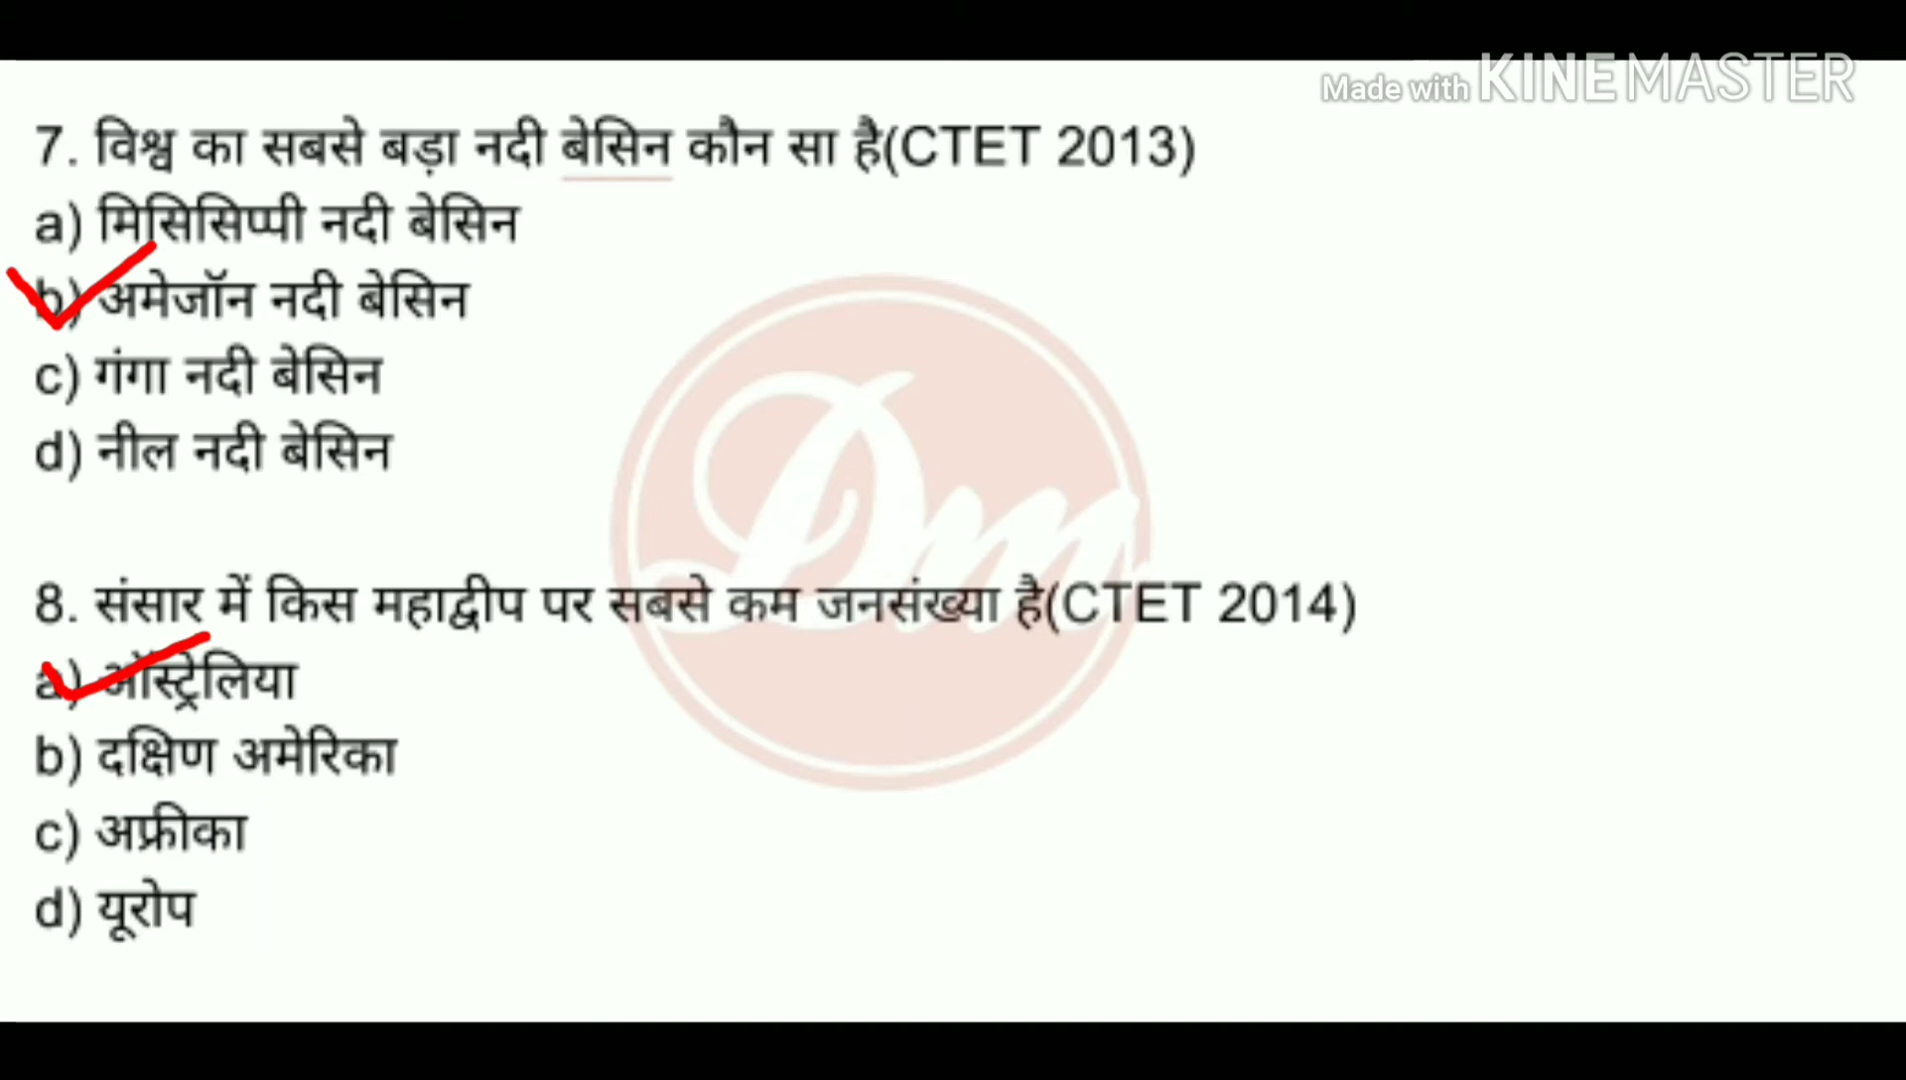 Made with KINEMASTER
7. विश्व का सबसे बड़ा नदी बेसिन कौन सा है(CTET 2013)
a) मिसिसिप्पी नदी बेसिन
b) अमेजॉन नदी बेसिन
c) गंगा नदी बेसिन
d) नील नदी बेसिन
Dm
8. संसार में किस महाद्वीप पर सबसे कम जनसंख्या है(CTET 2014)
a) ऑस्ट्रेलिया
b) दक्षिण अमेरिका
c) अफ्रीका
d) यूरोप